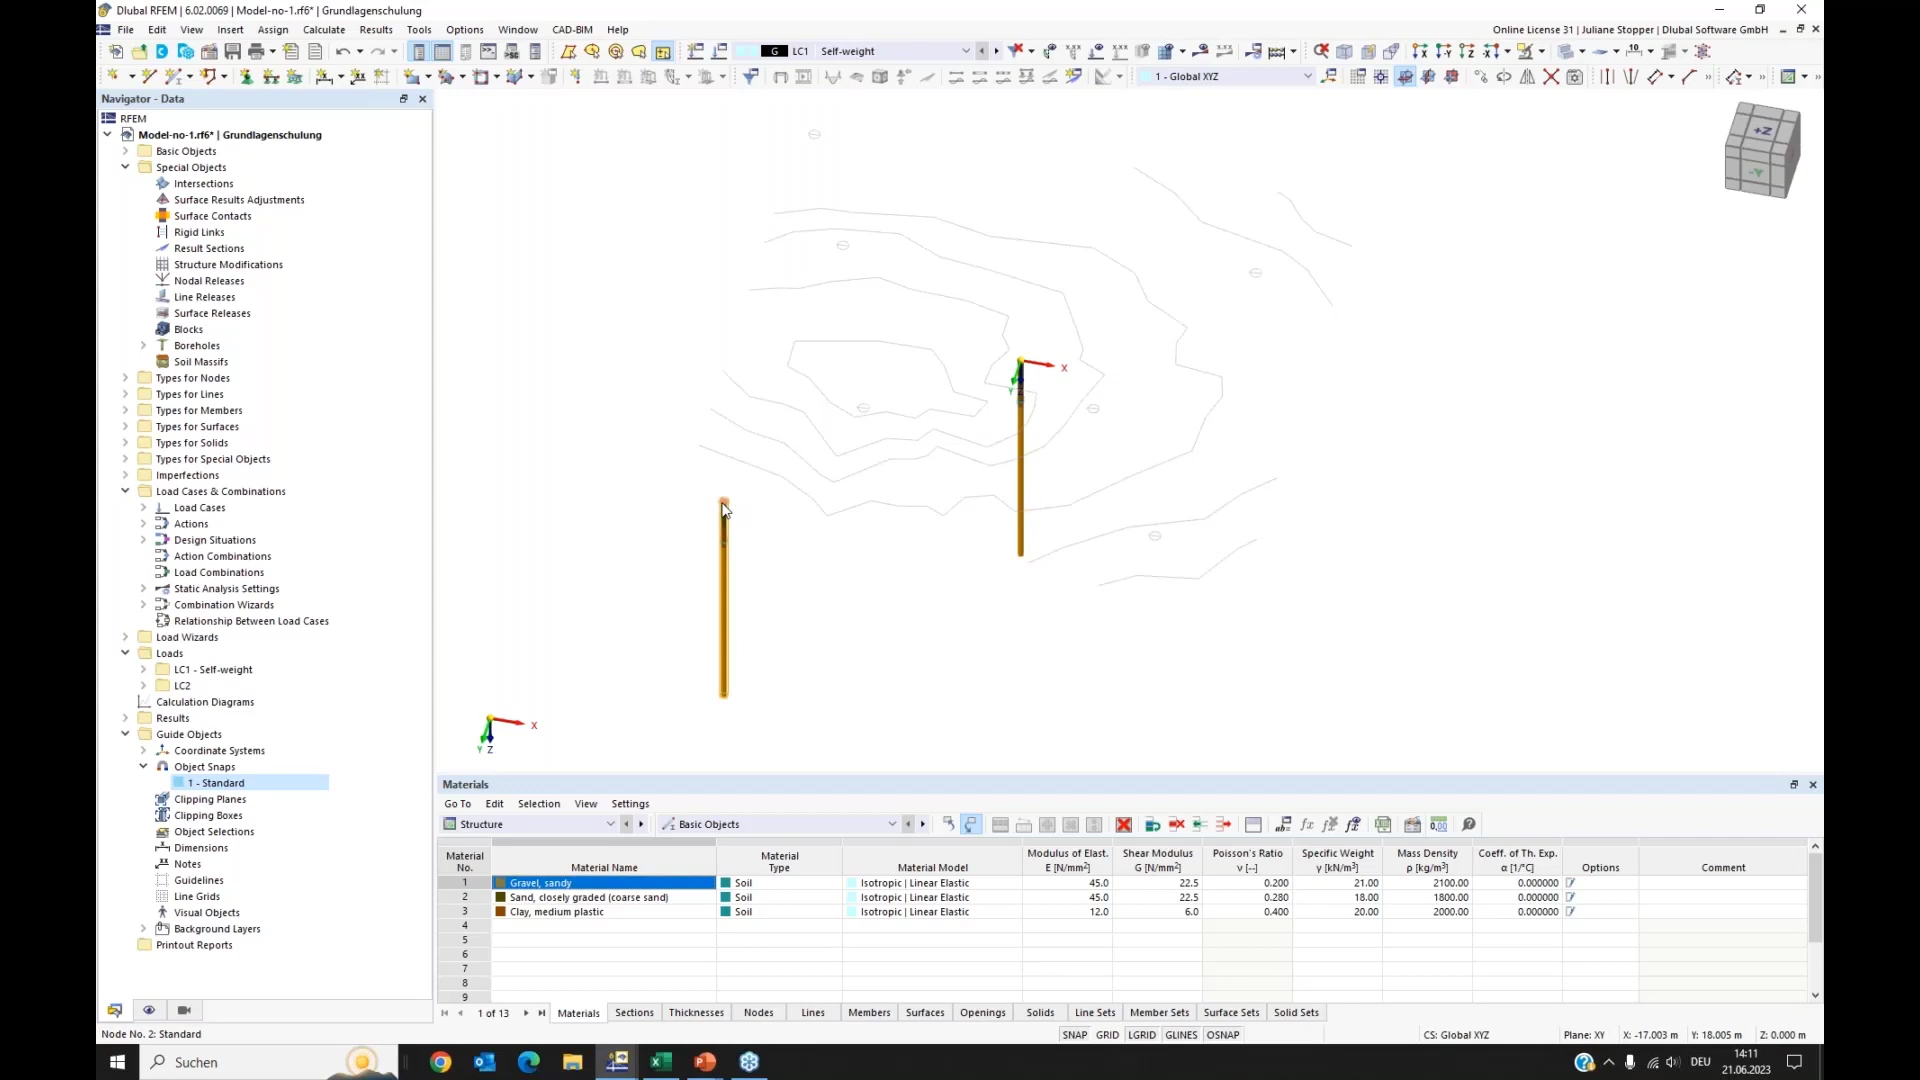 Dlubal RFEM | 6.02.0069 | Model-no-1.rf6* | Grundlagenschulung
File Edit View Insert Assign Calculate Results Tools Options Window CAD-BIM Help
Online License 31 | Juliane Stopper | Dlubal Software GmbH
G LC1 Self-weight
1 - Global XYZ
Navigator - Data
RFEM
Model-no-1.rf6* | Grundlagenschulung
Basic Objects
Special Objects
Intersections
Surface Results Adjustments
Surface Contacts
Rigid Links
Result Sections
Structure Modifications
Nodal Releases
Line Releases
Surface Releases
Blocks
Boreholes
Soil Massifs
Types for Nodes
Types for Lines
Types for Members
Types for Surfaces
Types for Solids
Types for Special Objects
Imperfections
Load Cases & Combinations
Load Cases
Actions
Design Situations
Action Combinations
Load Combinations
Static Analysis Settings
Combination Wizards
Relationship Between Load Cases
Load Wizards
Loads
LC1 - Self-weight
LC2
Calculation Diagrams
Results
Guide Objects
Coordinate Systems
Object Snaps
1 - Standard
Clipping Planes
Clipping Boxes
Object Selections
Dimensions
Notes
Guidelines
Line Grids
Visual Objects
Background Layers
Printout Reports
+Z
-Y
X
Y
X
Y Z
Materials
Go To Edit Selection View Settings
Structure Basic Objects
Material No. Material Name Material Type Material Model Modulus of Elast. E [N/mm²] Shear Modulus G [N/mm²] Poisson's Ratio ν [--] Specific Weight γ [kN/m³] Mass Density ρ [kg/m³] Coeff. of Th. Exp. α [1/°C] Options Comment
1 Gravel, sandy Soil Isotropic | Linear Elastic 45.0 22.5 0.200 21.00 2100.00 0.000000
2 Sand, closely graded (coarse sand) Soil Isotropic | Linear Elastic 45.0 22.5 0.280 18.00 1800.00 0.000000
3 Clay, medium plastic Soil Isotropic | Linear Elastic 12.0 6.0 0.400 20.00 2000.00 0.000000
4
5
6
7
8
9
1 of 13 Materials Sections Thicknesses Nodes Lines Members Surfaces Openings Solids Line Sets Member Sets Surface Sets Solid Sets
Node No. 2: Standard
SNAP GRID LGRID GLINES OSNAP
CS: Global XYZ Plane: XY X: -17.003 m Y: 18.005 m Z: 0.000 m
Suchen
DEU
14:11
21.06.2023